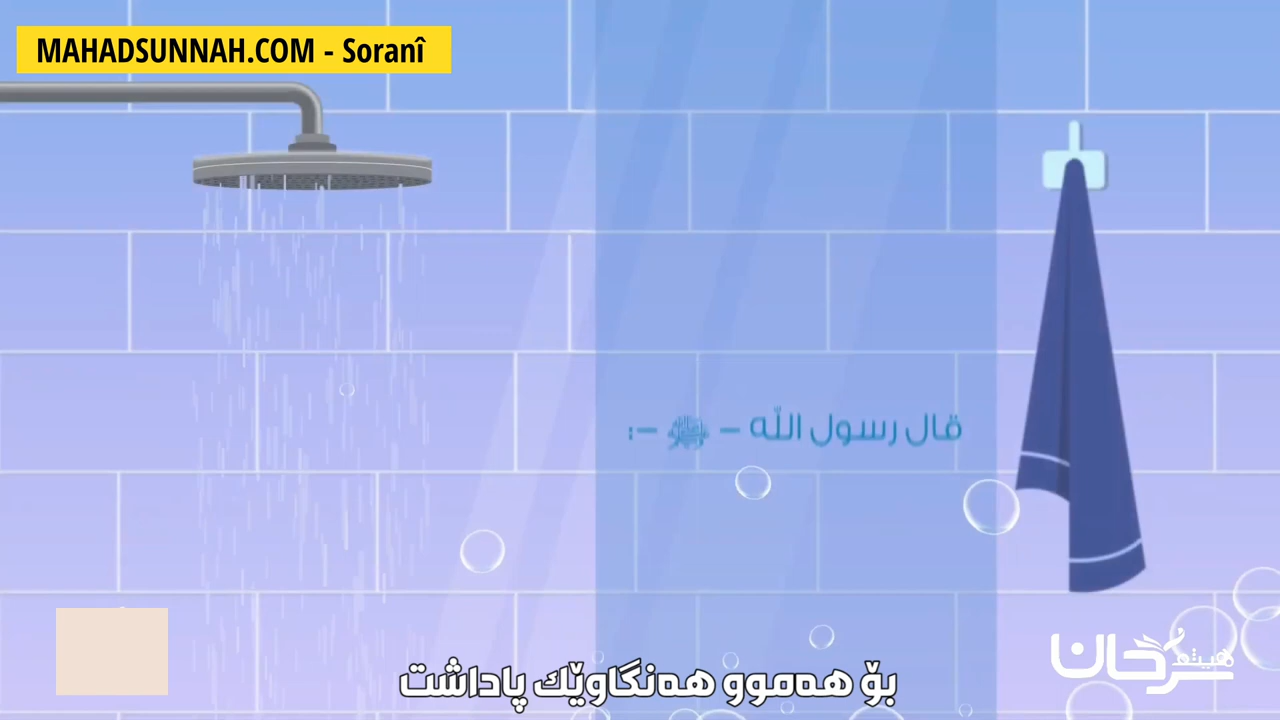 MAHADSUNNAH.COM - Soranî
قال رسول الله – ﷺ –:
بۆ هەموو هەنگاوێك پاداشت